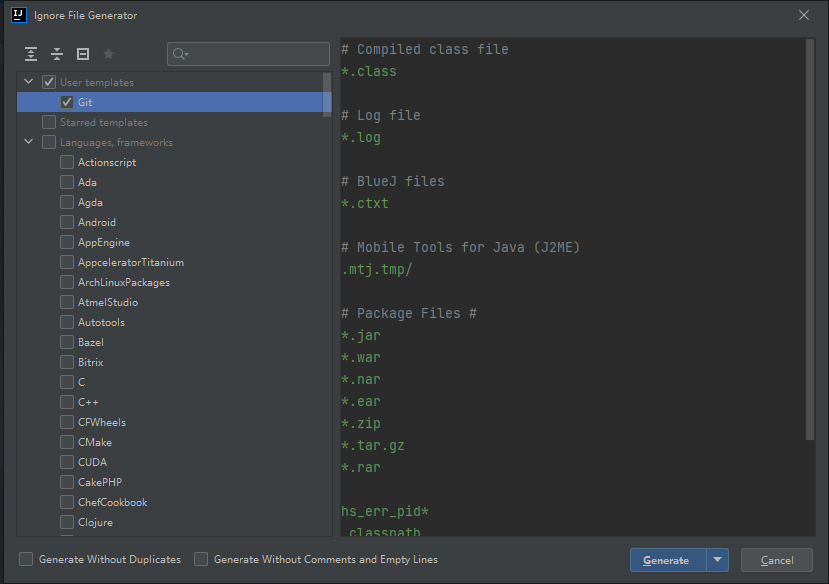 IJ Ignore File Generator
User templates
Git
Starred templates
Languages, frameworks
Actionscript
Ada
Agda
Android
AppEngine
AppceleratorTitanium
ArchLinuxPackages
AtmelStudio
Autotools
Bazel
Bitrix
C
C++
CFWheels
CMake
CUDA
CakePHP
ChefCookbook
Clojure
# Compiled class file
*.class
# Log file
*.log
# BlueJ files
*.ctxt
# Mobile Tools for Java (J2ME)
.mtj.tmp/
# Package Files #
*.jar
*.war
*.nar
*.ear
*.zip
*.tar.gz
*.rar
hs_err_pid*
.classpath
Generate Without Duplicates
Generate Without Comments and Empty Lines
Generate
Cancel